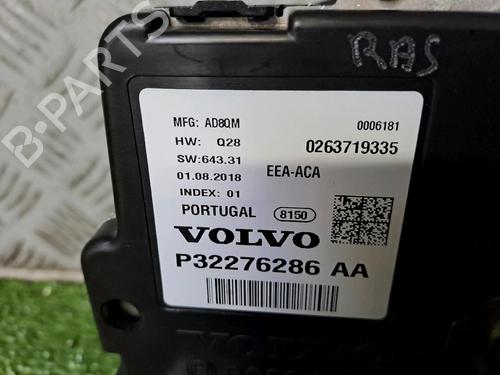 B-PARTS
RAS
MFG: AD8QM 0006181
HW: Q28 0263719335
SW:643.31
01.08.2018 EEA-ACA
INDEX: 01
PORTUGAL 8150
VOLVO
P32276286 AA
VOLVO